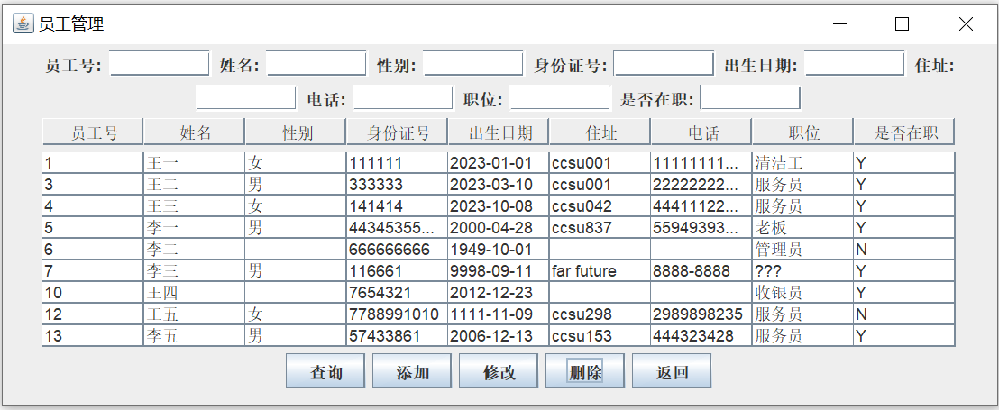 员工管理
员工号: 姓名: 性别: 身份证号: 出生日期: 住址:
电话: 职位: 是否在职:
员工号 姓名 性别 身份证号 出生日期 住址 电话 职位 是否在职
1 王一 女 111111 2023-01-01 ccsu001 11111111... 清洁工 Y
3 王二 男 333333 2023-03-10 ccsu001 22222222... 服务员 Y
4 王三 女 141414 2023-10-08 ccsu042 44411122... 服务员 Y
5 李一 男 44345355... 2000-04-28 ccsu837 55949393... 老板 Y
6 李二 666666666 1949-10-01 管理员 N
7 李三 男 116661 9998-09-11 far future 8888-8888 ??? Y
10 王四 7654321 2012-12-23 收银员 Y
12 王五 女 7788991010 1111-11-09 ccsu298 2989898235 服务员 N
13 李五 男 57433861 2006-12-13 ccsu153 444323428 服务员 Y
查询 添加 修改 删除 返回